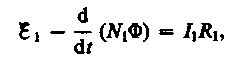 ℰ₁ − d/dt (N₁Φ) = I₁R₁,